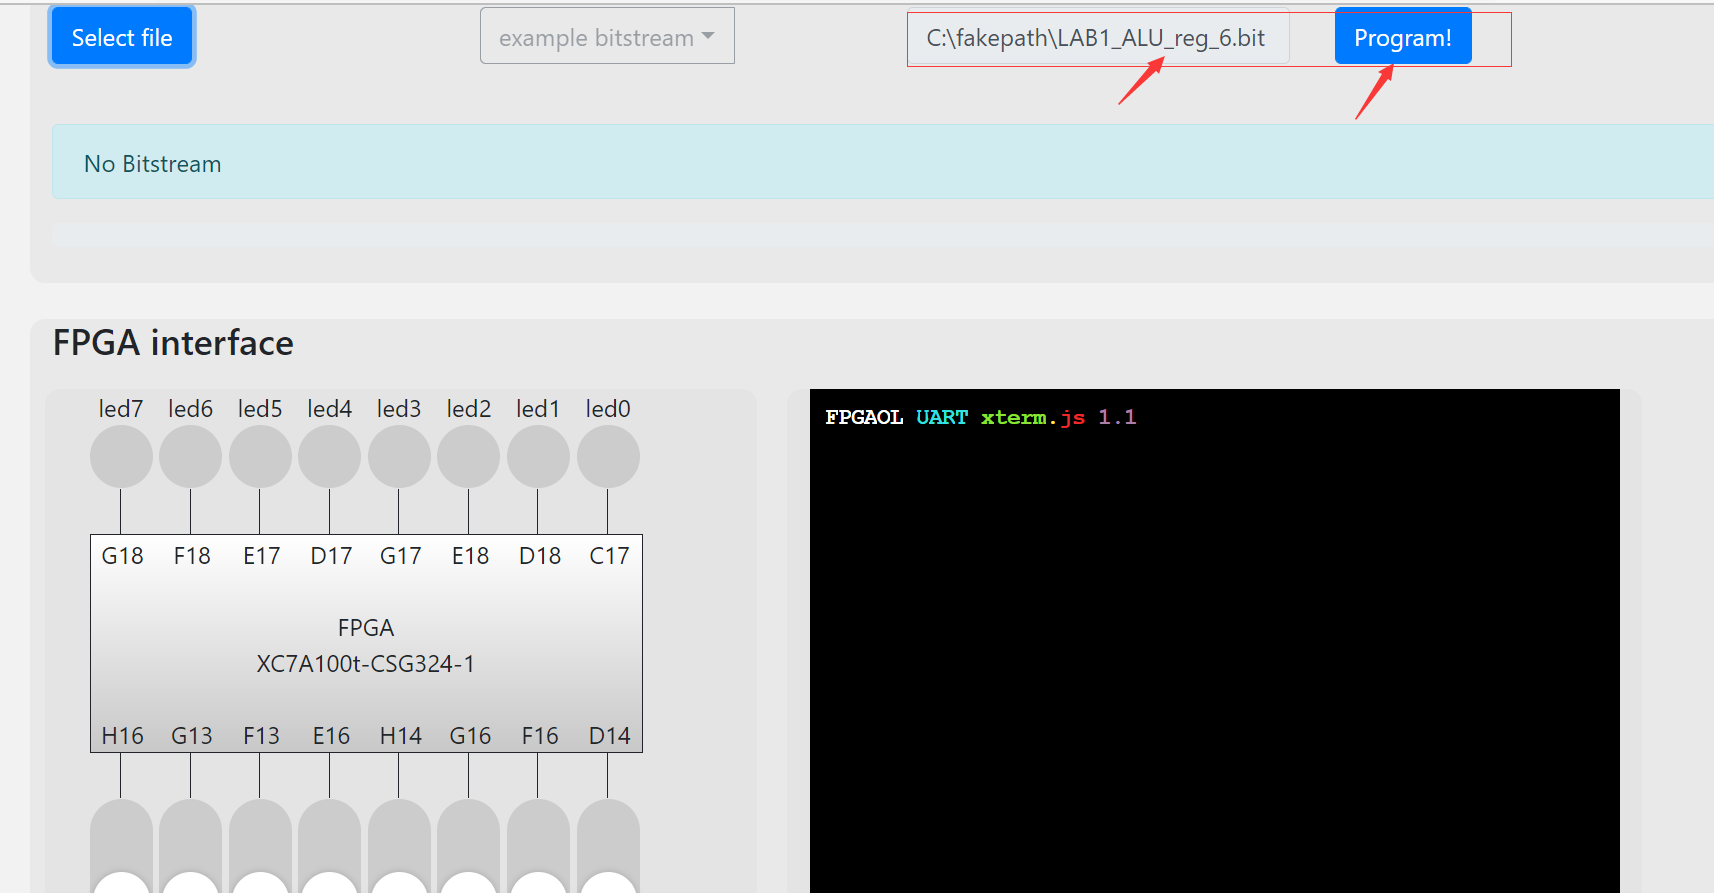 Select file example bitstream C:\fakepath\LAB1_ALU_reg_6.bit Program!
No Bitstream
FPGA interface
led7 led6 led5 led4 led3 led2 led1 led0
FPGAOL UART xterm.js 1.1
G18 F18 E17 D17 G17 E18 D18 C17
FPGA
XC7A100t-CSG324-1
H16 G13 F13 E16 H14 G16 F16 D14